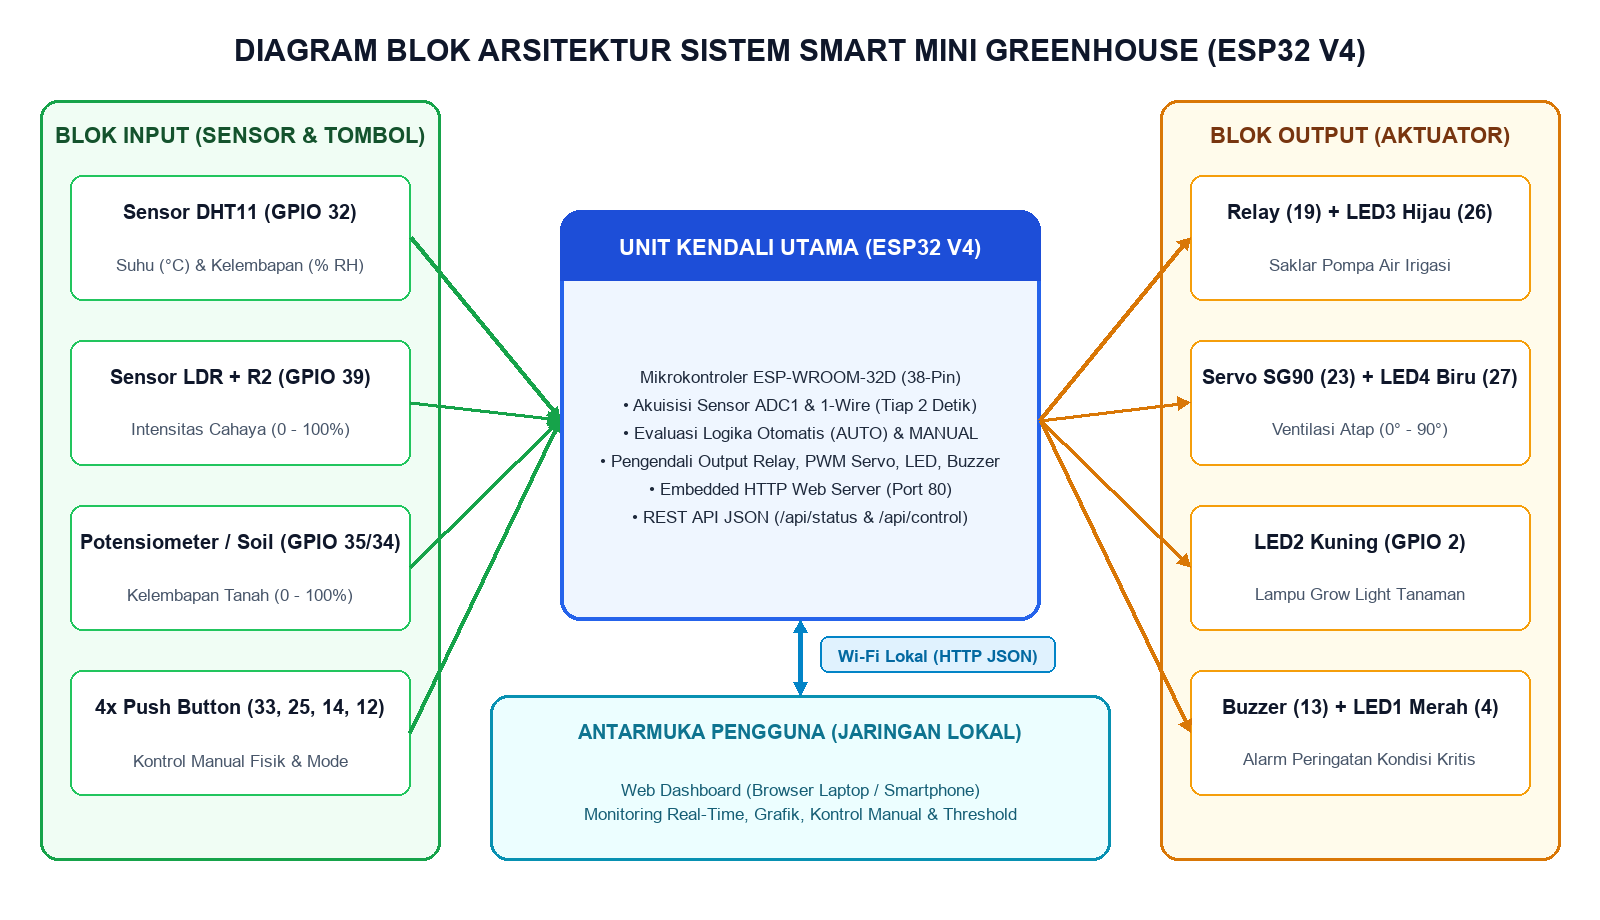 DIAGRAM BLOK ARSITEKTUR SISTEM SMART MINI GREENHOUSE (ESP32 V4)
BLOK INPUT (SENSOR & TOMBOL)
Sensor DHT11 (GPIO 32)
Suhu (°C) & Kelembapan (% RH)
Sensor LDR + R2 (GPIO 39)
Intensitas Cahaya (0 - 100%)
Potensiometer / Soil (GPIO 35/34)
Kelembapan Tanah (0 - 100%)
4x Push Button (33, 25, 14, 12)
Kontrol Manual Fisik & Mode
UNIT KENDALI UTAMA (ESP32 V4)
Mikrokontroler ESP-WROOM-32D (38-Pin)
• Akuisisi Sensor ADC1 & 1-Wire (Tiap 2 Detik)
• Evaluasi Logika Otomatis (AUTO) & MANUAL
• Pengendali Output Relay, PWM Servo, LED, Buzzer
• Embedded HTTP Web Server (Port 80)
• REST API JSON (/api/status & /api/control)
Wi-Fi Lokal (HTTP JSON)
ANTARMUKA PENGGUNA (JARINGAN LOKAL)
Web Dashboard (Browser Laptop / Smartphone)
Monitoring Real-Time, Grafik, Kontrol Manual & Threshold
BLOK OUTPUT (AKTUATOR)
Relay (19) + LED3 Hijau (26)
Saklar Pompa Air Irigasi
Servo SG90 (23) + LED4 Biru (27)
Ventilasi Atap (0° - 90°)
LED2 Kuning (GPIO 2)
Lampu Grow Light Tanaman
Buzzer (13) + LED1 Merah (4)
Alarm Peringatan Kondisi Kritis